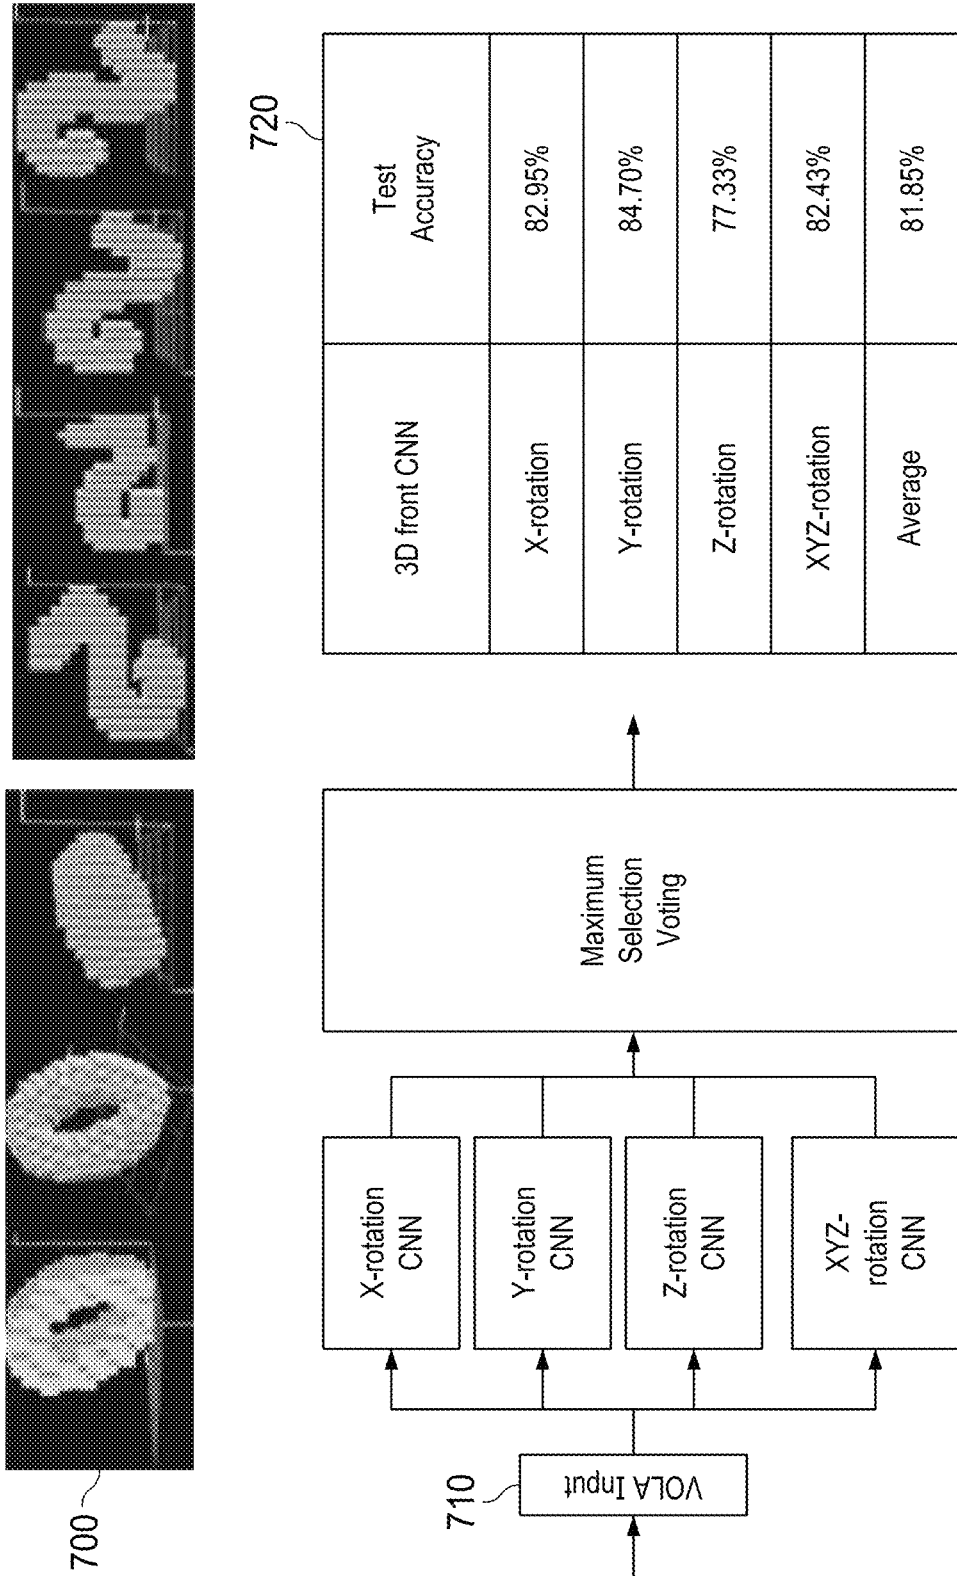 700
710
VOLA Input
X-rotation
CNN
Y-rotation
CNN
Z-rotation
CNN
XYZ-
rotation
CNN
Maximum
Selection
Voting
720
3D front CNN
Test
Accuracy
X-rotation
82.95%
Y-rotation
84.70%
Z-rotation
77.33%
XYZ-rotation
82.43%
Average
81.85%